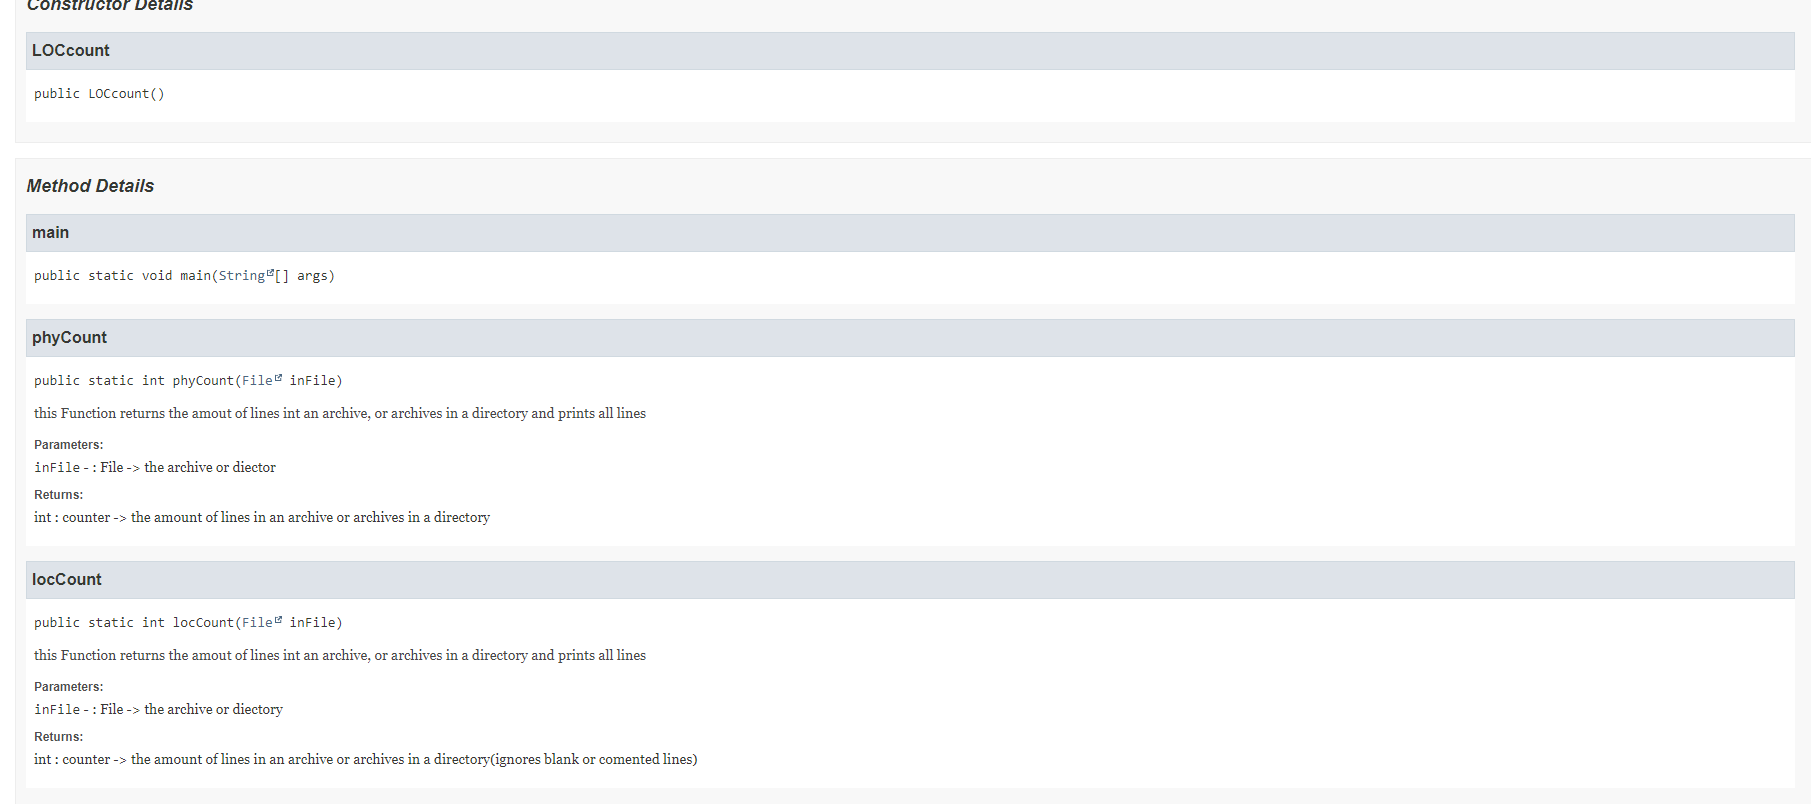 Constructor Details
LOCcount
public LOCcount()
Method Details
main
public static void main(String[] args)
phyCount
public static int phyCount(File inFile)
this Function returns the amout of lines int an archive, or archives in a directory and prints all lines
Parameters:
inFile - : File -> the archive or diector
Returns:
int : counter -> the amount of lines in an archive or archives in a directory
locCount
public static int locCount(File inFile)
this Function returns the amout of lines int an archive, or archives in a directory and prints all lines
Parameters:
inFile - : File -> the archive or diectory
Returns:
int : counter -> the amount of lines in an archive or archives in a directory(ignores blank or comented lines)